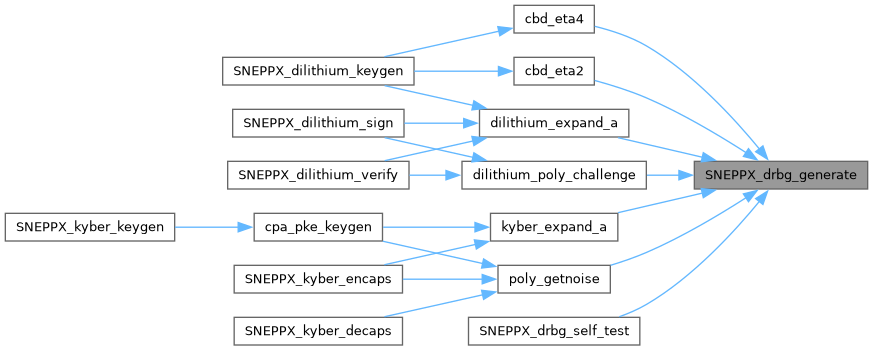 cbd_eta4
SNEPPX_dilithium_keygen
cbd_eta2
SNEPPX_dilithium_sign
dilithium_expand_a
SNEPPX_dilithium_verify
dilithium_poly_challenge
SNEPPX_drbg_generate
SNEPPX_kyber_keygen
cpa_pke_keygen
kyber_expand_a
SNEPPX_kyber_encaps
poly_getnoise
SNEPPX_kyber_decaps
SNEPPX_drbg_self_test